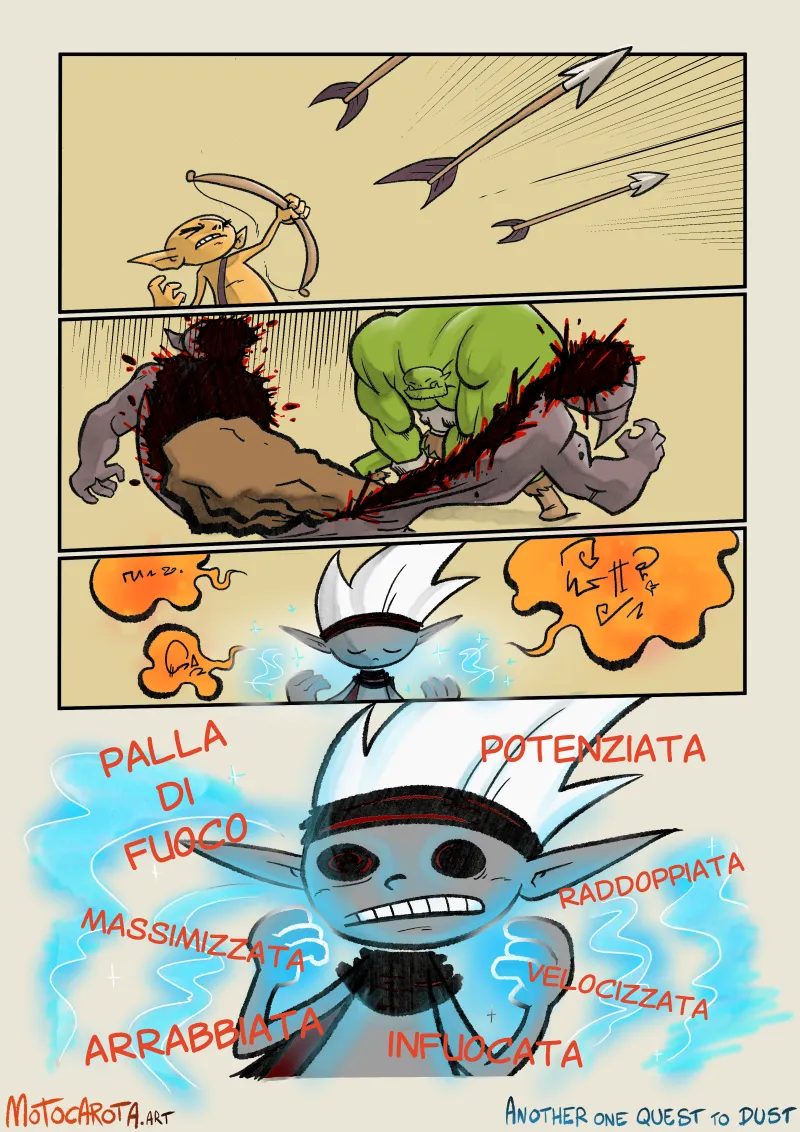 PALLA
DI
FUOCO
POTENZIATA
MASSIMIZZATA
RADDOPPIATA
VELOCIZZATA
ARRABBIATA
INFUOCATA
MOTOCAROTA.ART
ANOTHER ONE QUEST TO DUST